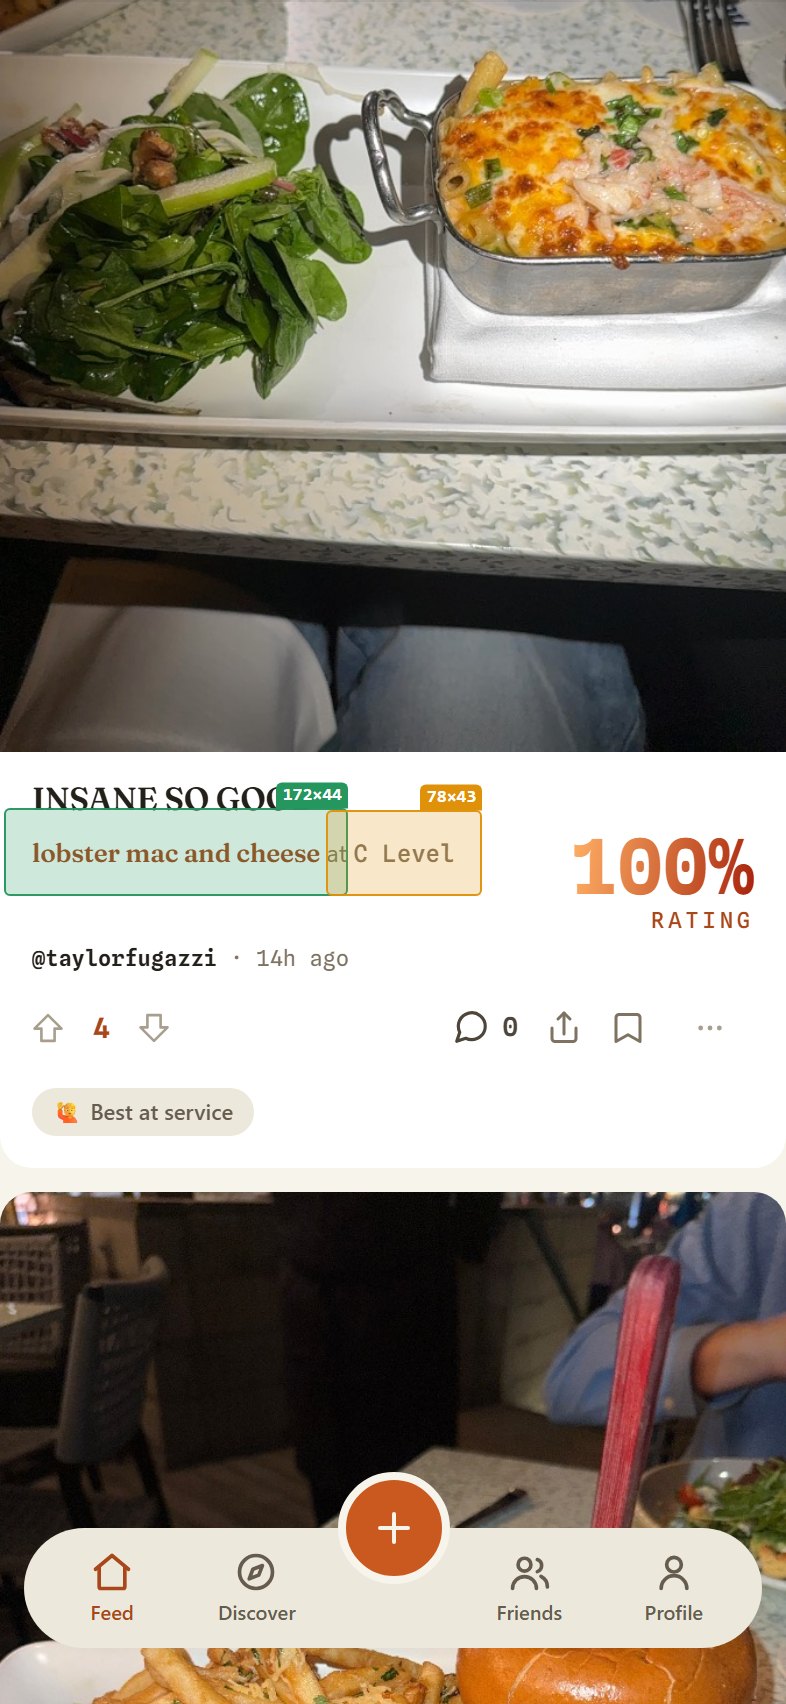 INSANE SO GOO
172×44
78×43
lobster mac and cheese at C Level
100%
RATING
@taylorfugazzi · 14h ago
4
0
Best at service
Feed
Discover
Friends
Profile